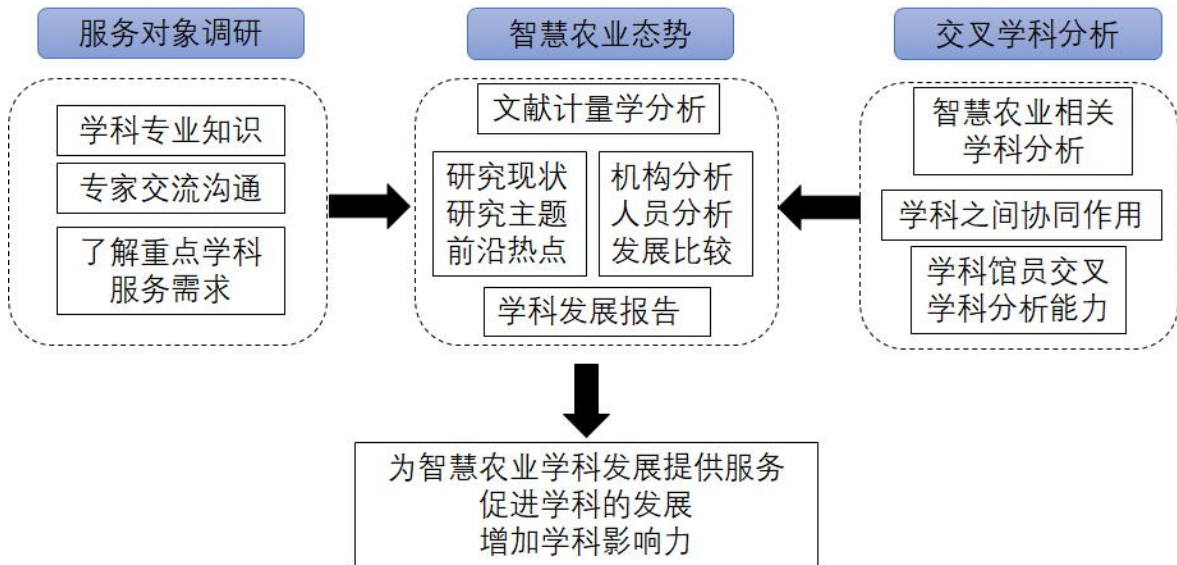 服务对象调研
学科专业知识
专家交流沟通
了解重点学科
服务需求
智慧农业态势
文献计量学分析
研究现状
研究主题
前沿热点
机构分析
人员分析
发展比较
学科发展报告
交叉学科分析
智慧农业相关
学科分析
学科之间协同作用
学科馆员交叉
学科分析能力
为智慧农业学科发展提供服务
促进学科的发展
增加学科影响力